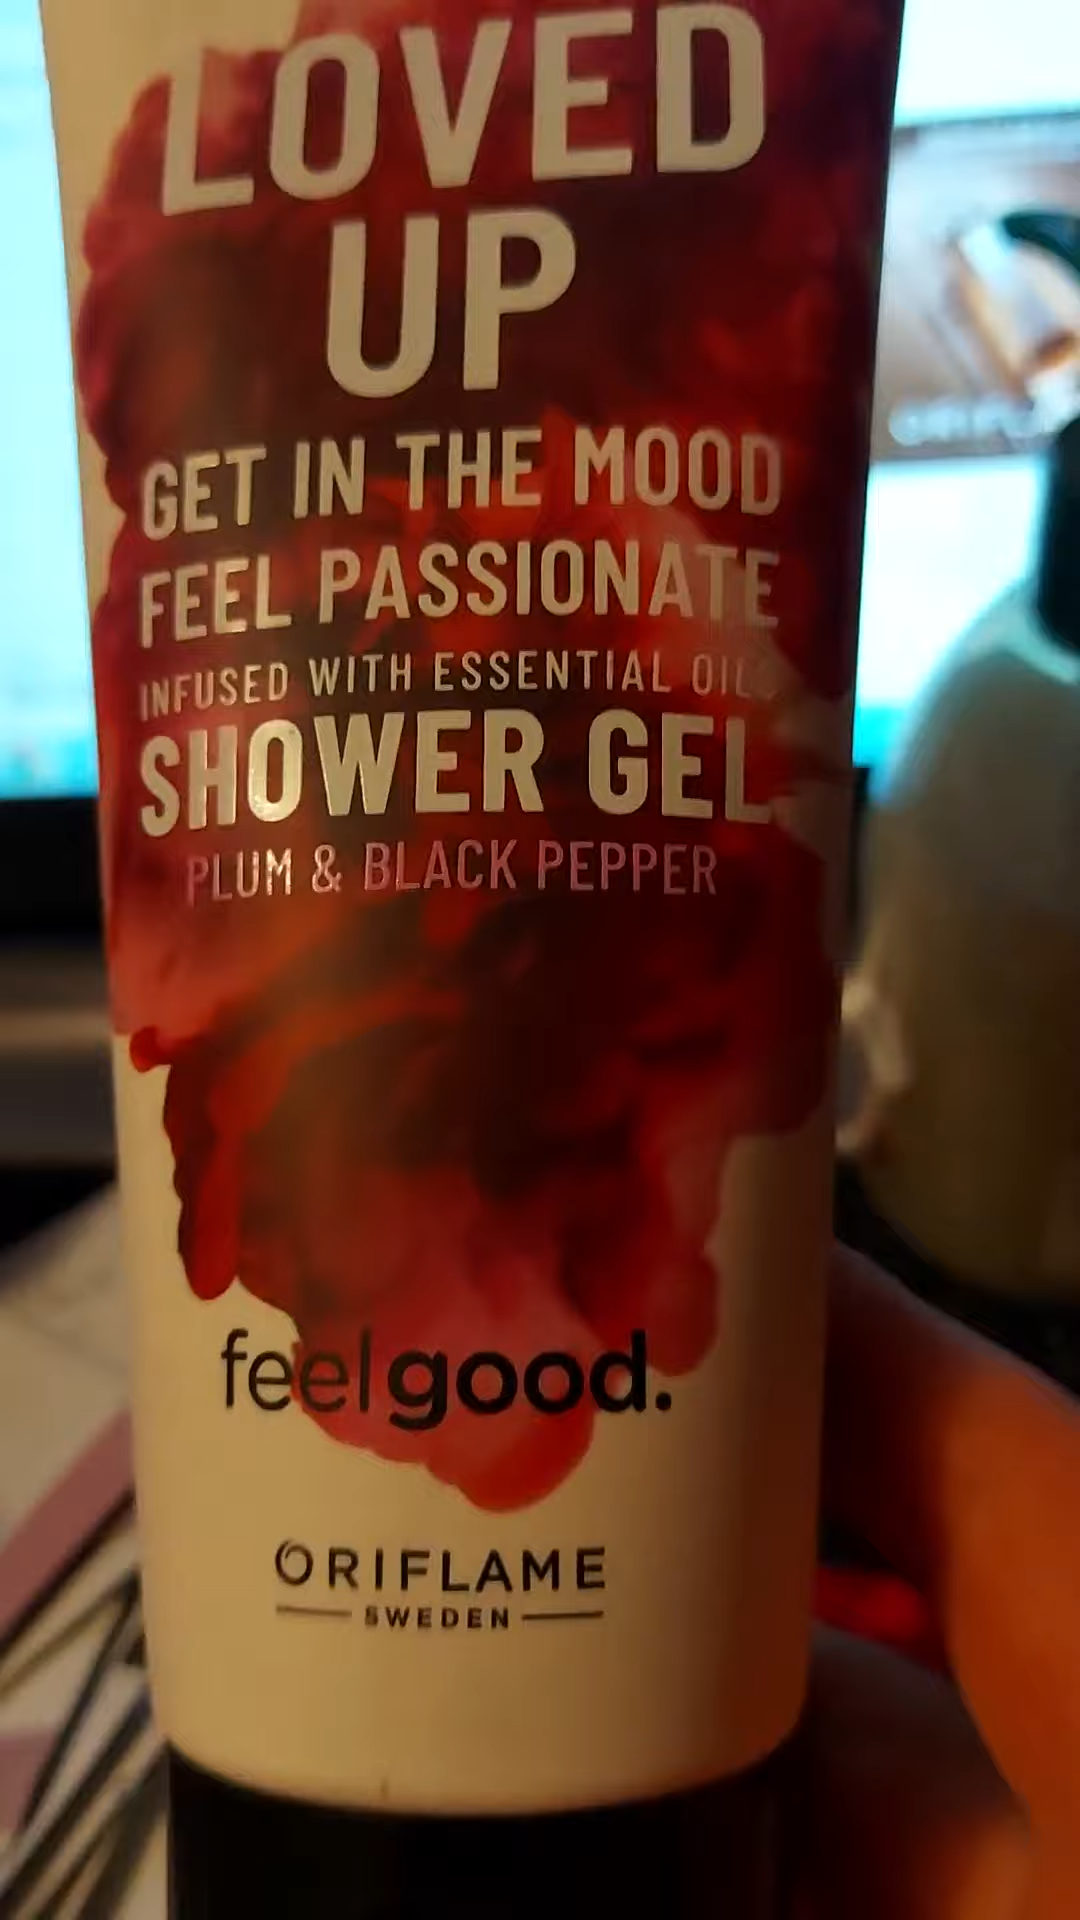 LOVED
UP
GET IN THE MOOD
FEEL PASSIONATE
INFUSED WITH ESSENTIAL OILS
SHOWER GEL
PLUM & BLACK PEPPER
feelgood.
ORIFLAME
SWEDEN